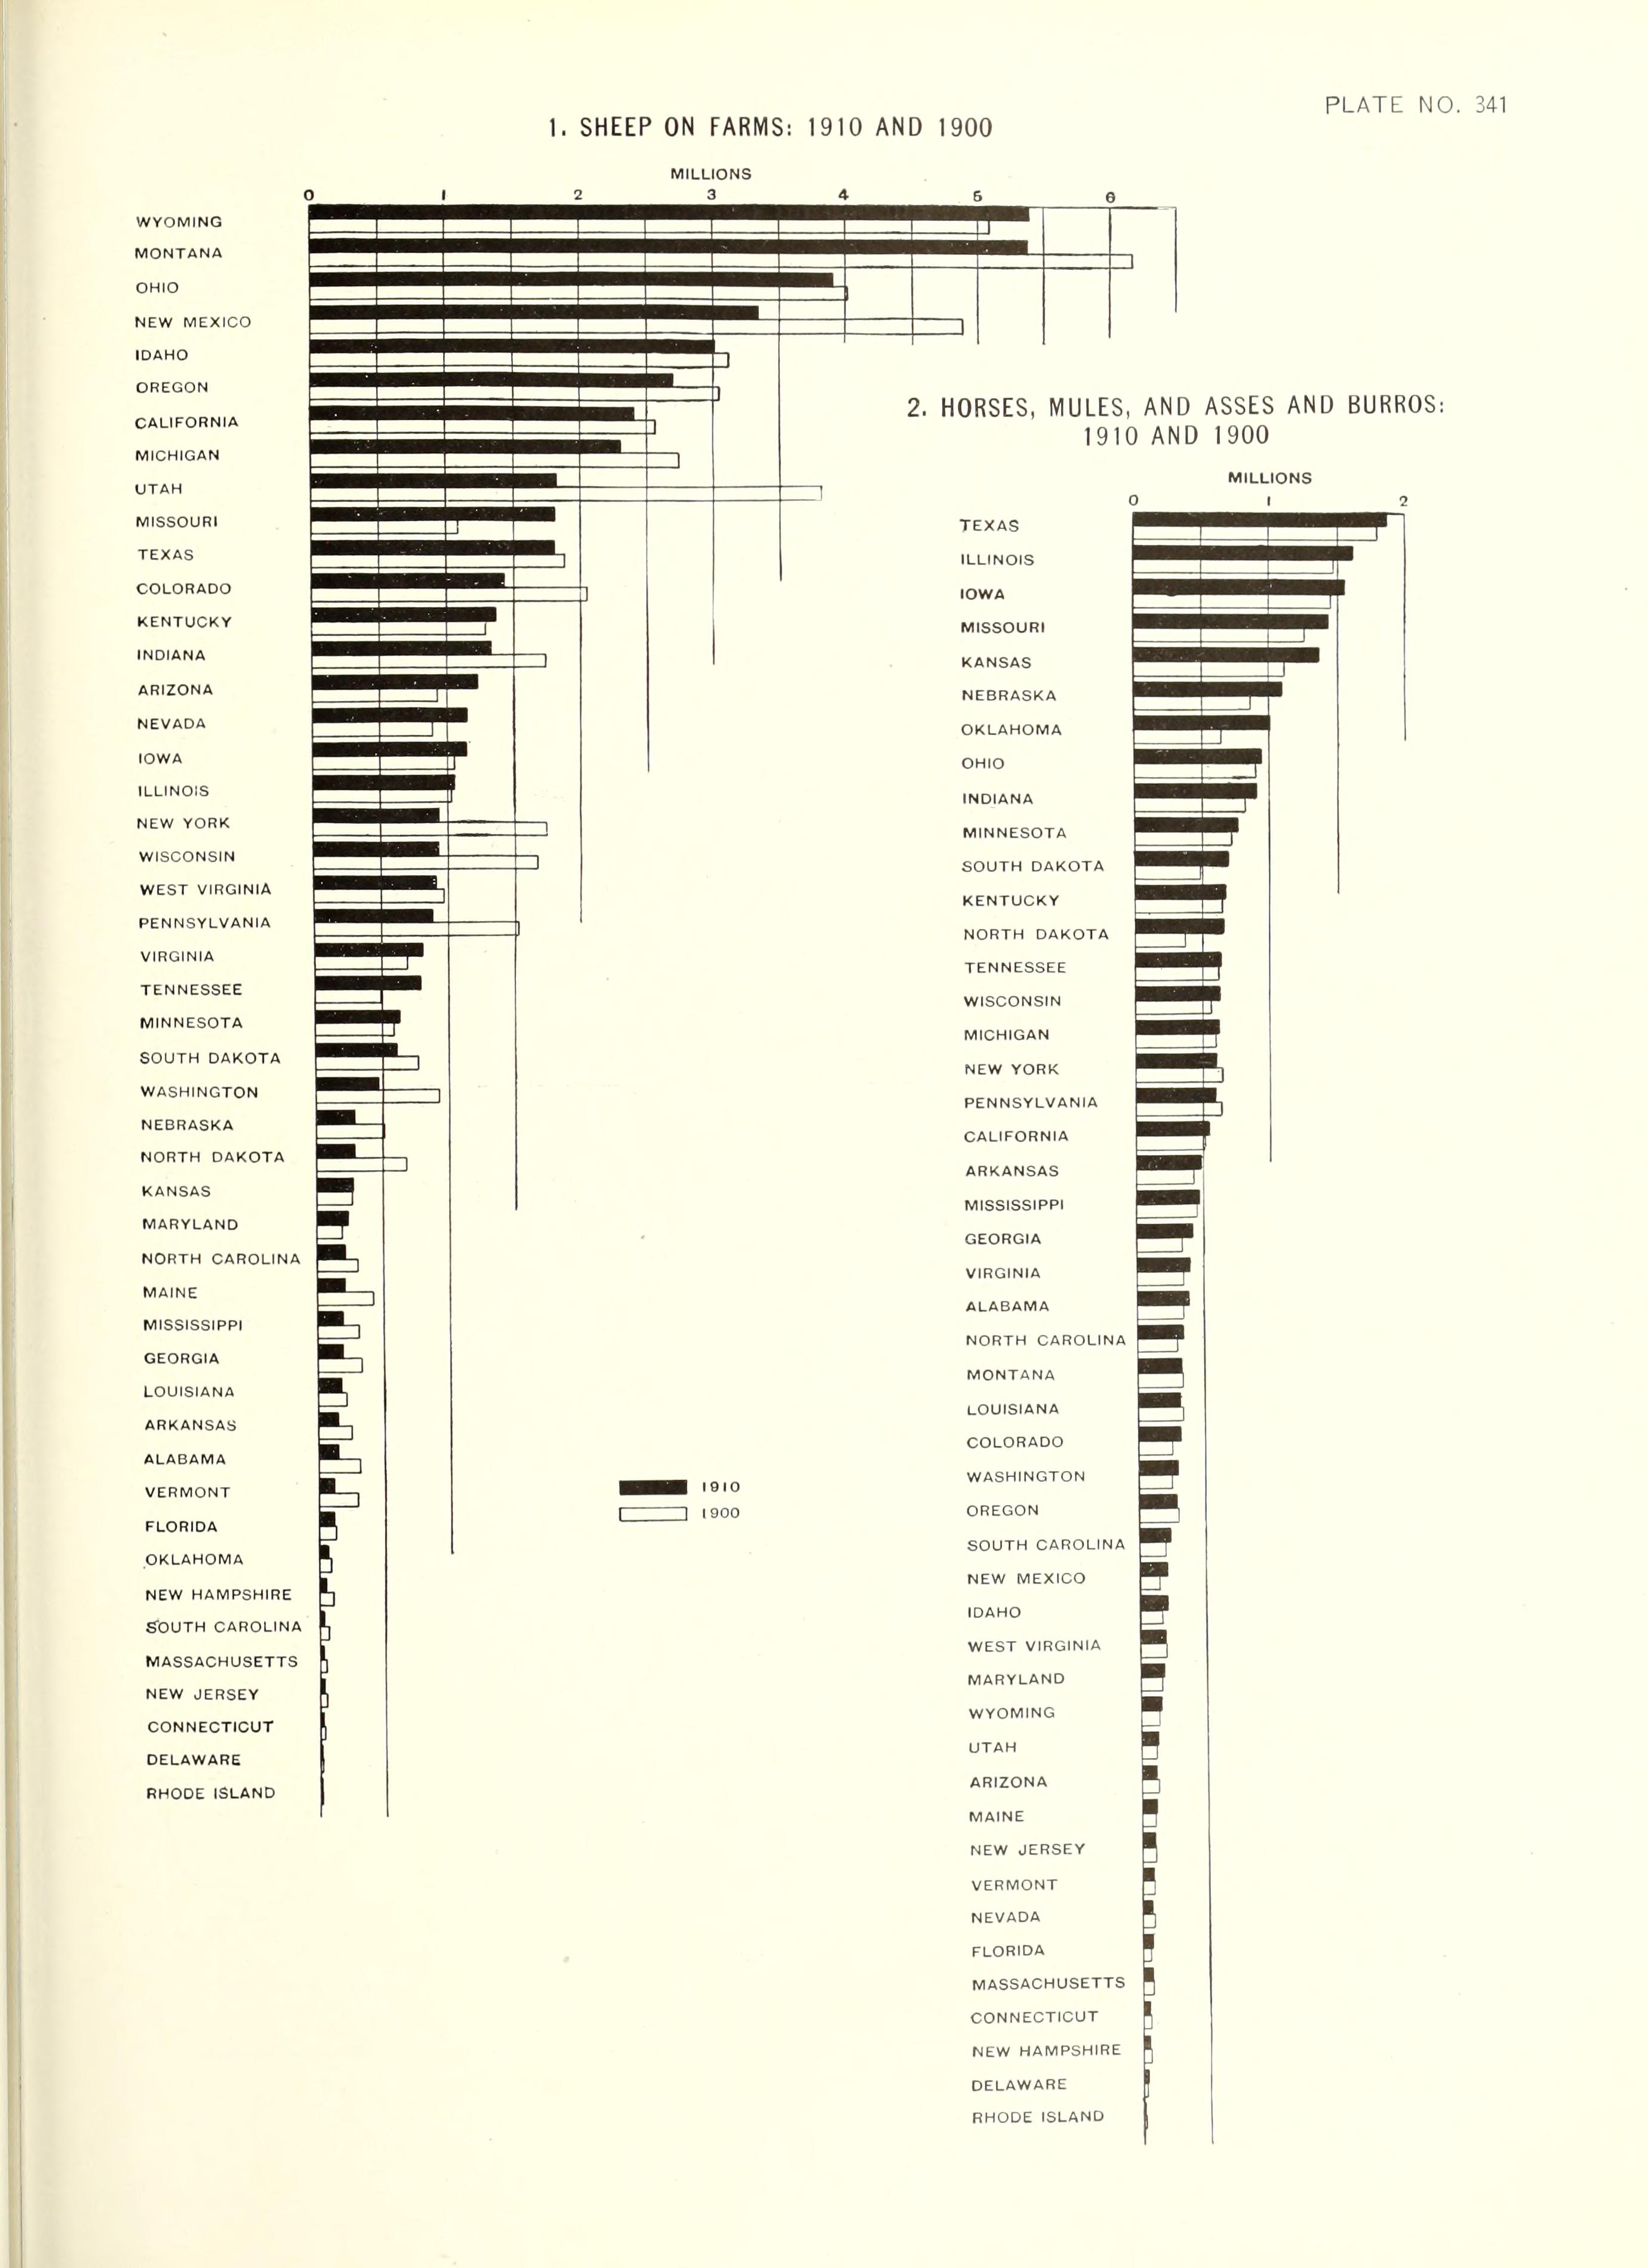 PLATE NO. 341
1. SHEEP ON FARMS: 1910 AND 1900
MILLIONS
0 1 2 3 4 5 6
WYOMING
MONTANA
OHIO
NEW MEXICO
IDAHO
OREGON
CALIFORNIA
MICHIGAN
UTAH
MISSOURI
TEXAS
COLORADO
KENTUCKY
INDIANA
ARIZONA
NEVADA
IOWA
ILLINOIS
NEW YORK
WISCONSIN
WEST VIRGINIA
PENNSYLVANIA
VIRGINIA
TENNESSEE
MINNESOTA
SOUTH DAKOTA
WASHINGTON
NEBRASKA
NORTH DAKOTA
KANSAS
MARYLAND
NORTH CAROLINA
MAINE
MISSISSIPPI
GEORGIA
LOUISIANA
ARKANSAS
ALABAMA
VERMONT
FLORIDA
OKLAHOMA
NEW HAMPSHIRE
SOUTH CAROLINA
MASSACHUSETTS
NEW JERSEY
CONNECTICUT
DELAWARE
RHODE ISLAND
1910
1900
2. HORSES, MULES, AND ASSES AND BURROS:
1910 AND 1900
MILLIONS
0 1 2
TEXAS
ILLINOIS
IOWA
MISSOURI
KANSAS
NEBRASKA
OKLAHOMA
OHIO
INDIANA
MINNESOTA
SOUTH DAKOTA
KENTUCKY
NORTH DAKOTA
TENNESSEE
WISCONSIN
MICHIGAN
NEW YORK
PENNSYLVANIA
CALIFORNIA
ARKANSAS
MISSISSIPPI
GEORGIA
VIRGINIA
ALABAMA
NORTH CAROLINA
MONTANA
LOUISIANA
COLORADO
WASHINGTON
OREGON
SOUTH CAROLINA
NEW MEXICO
IDAHO
WEST VIRGINIA
MARYLAND
WYOMING
UTAH
ARIZONA
MAINE
NEW JERSEY
VERMONT
NEVADA
FLORIDA
MASSACHUSETTS
CONNECTICUT
NEW HAMPSHIRE
DELAWARE
RHODE ISLAND